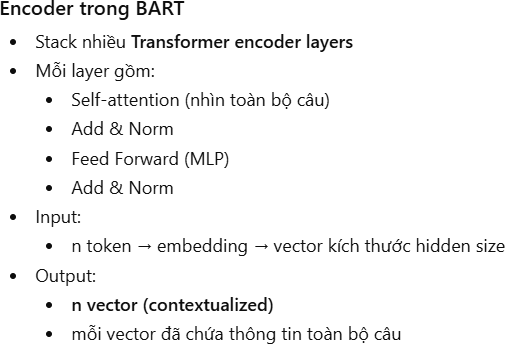 Encoder trong BART
• Stack nhiều Transformer encoder layers
• Mỗi layer gồm:
• Self-attention (nhìn toàn bộ câu)
• Add & Norm
• Feed Forward (MLP)
• Add & Norm
• Input:
• n token → embedding → vector kích thước hidden size
• Output:
• n vector (contextualized)
• mỗi vector đã chứa thông tin toàn bộ câu